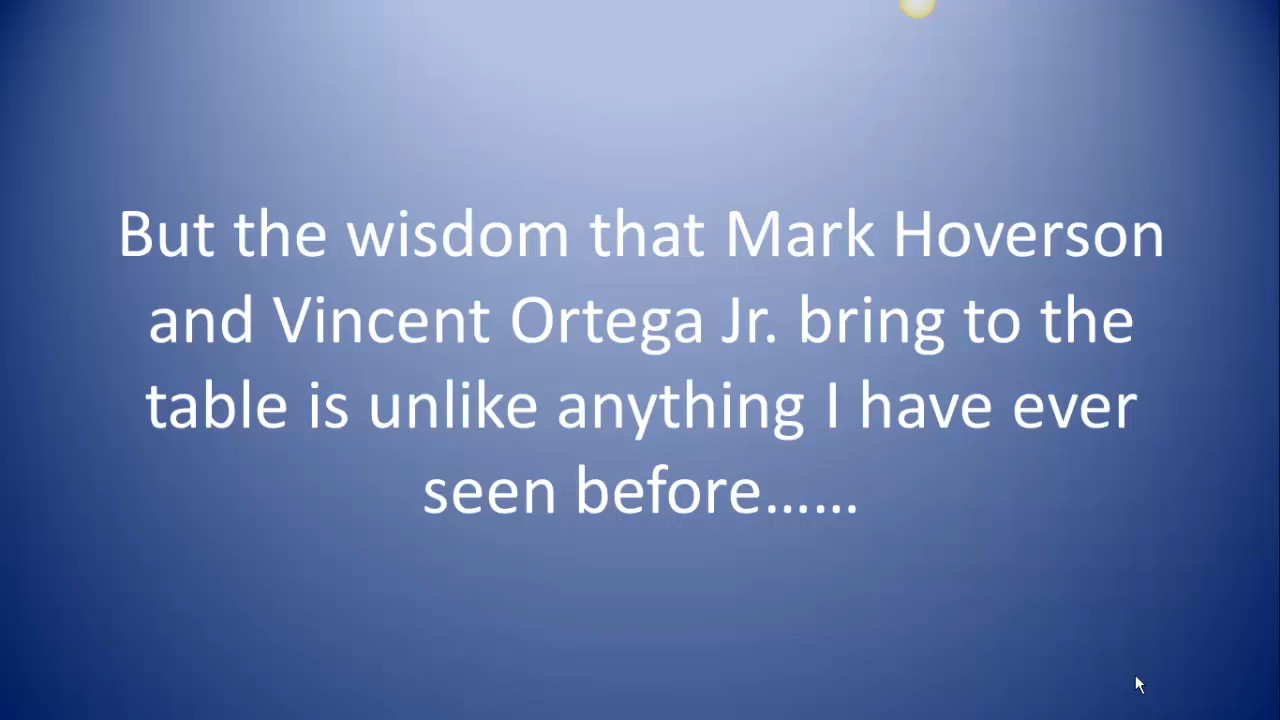 But the wisdom that Mark Hoverson
and Vincent Ortega Jr. bring to the
table is unlike anything I have ever
seen before……